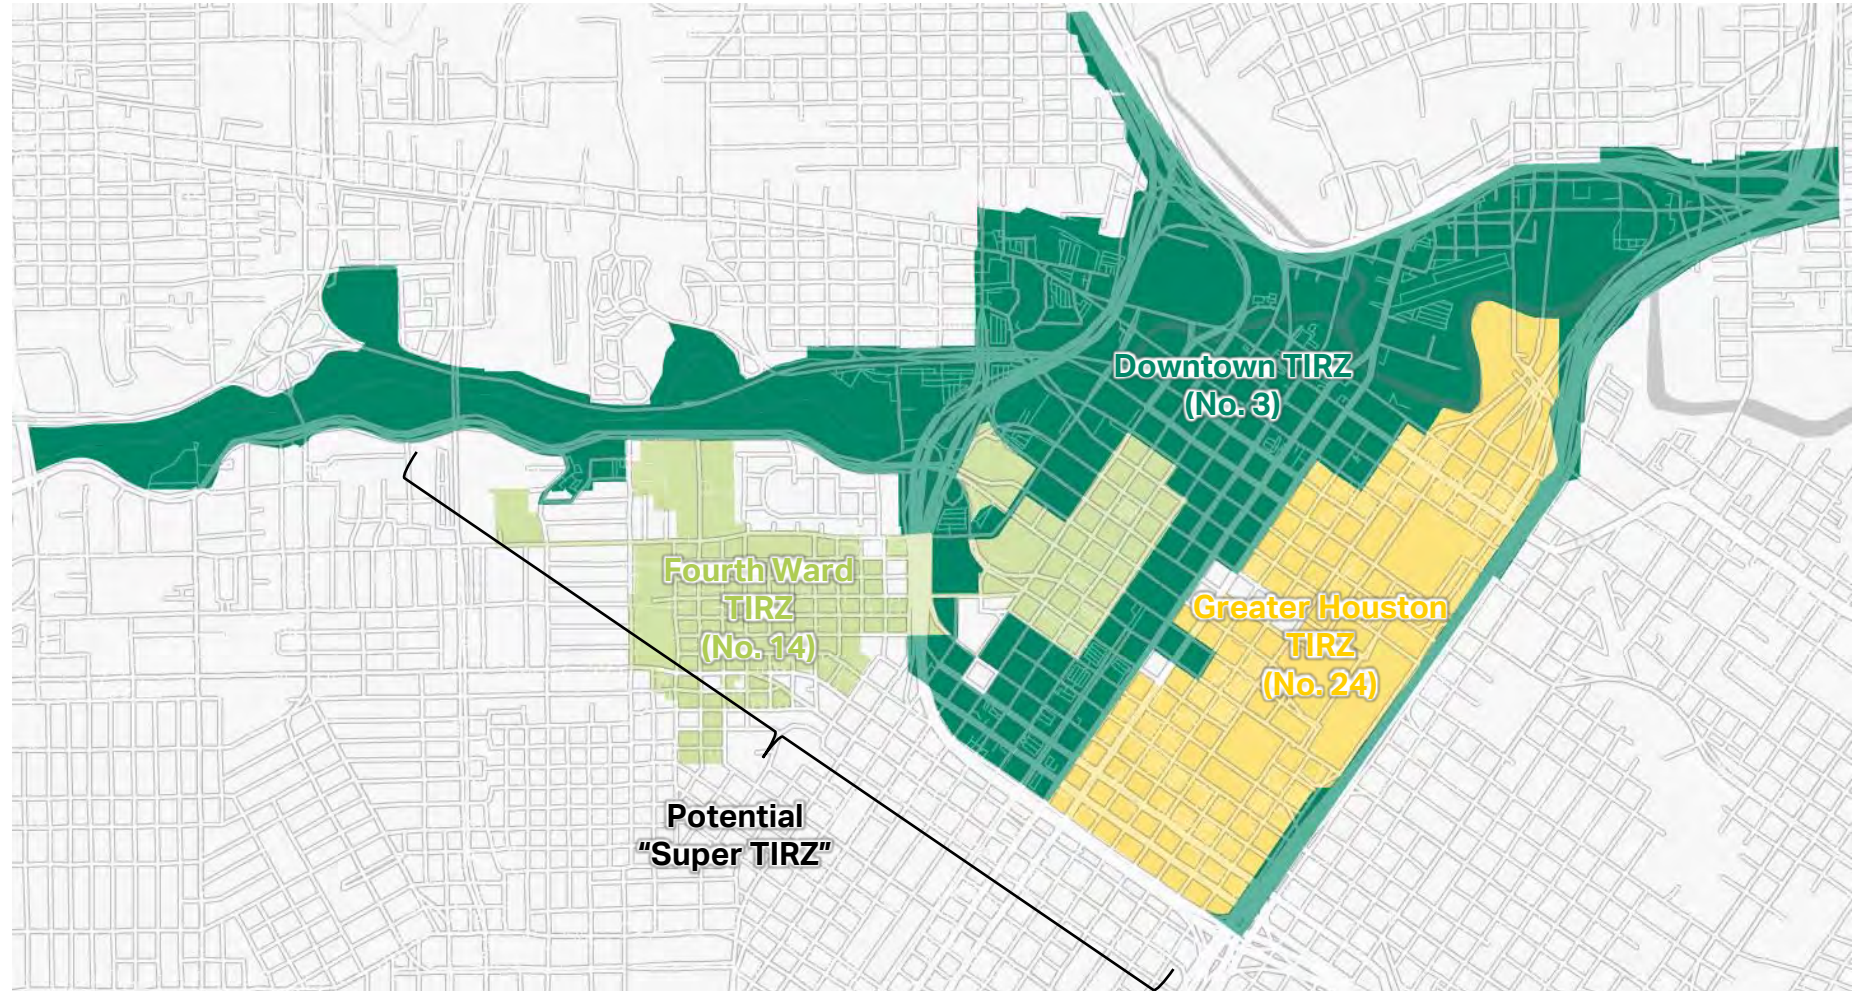 Downtown TIRZ
(No. 3)
Fourth Ward
TIRZ
(No. 14)
Greater Houston
TIRZ
(No. 24)
Potential
“Super TIRZ”